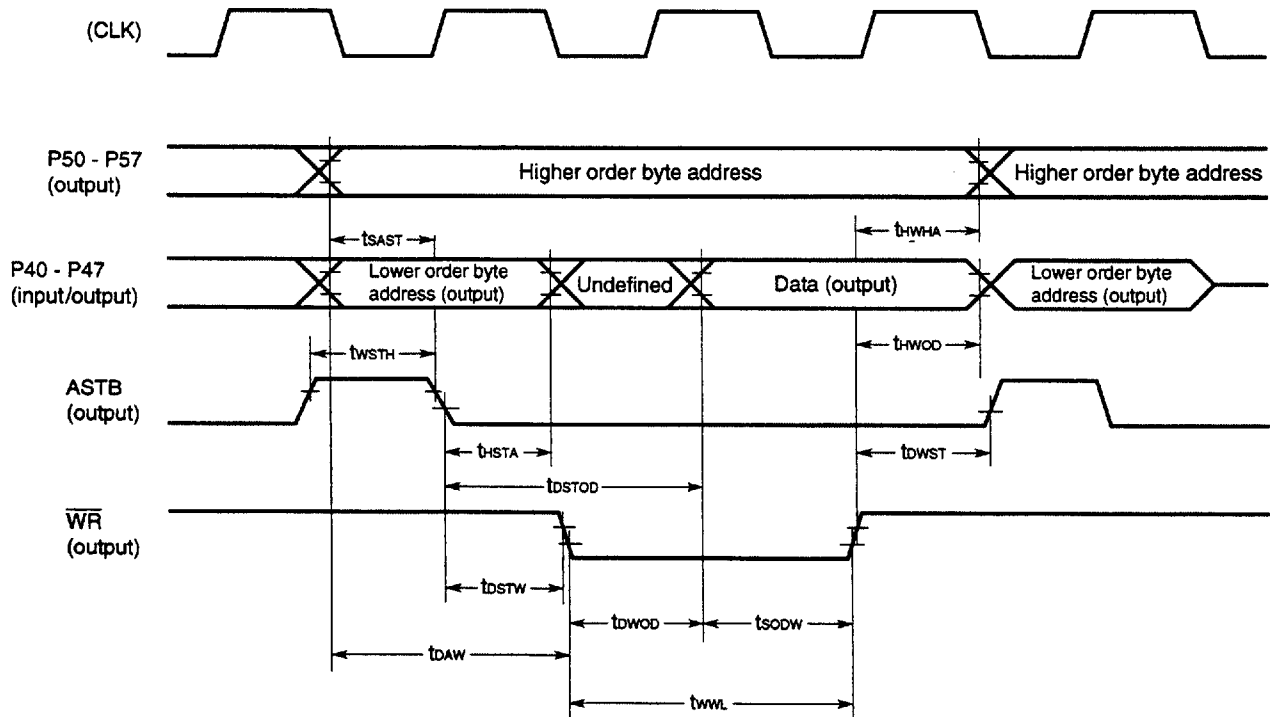 (CLK)
P50 - P57
(output)
Higher order byte address
Higher order byte address
tSAST
tHWHA
P40 - P47
(input/output)
Lower order byte
address (output)
Undefined
Data (output)
Lower order byte
address (output)
tWSTH
tHWOD
ASTB
(output)
tHSTA
tDWST
tDSTOD
WR
(output)
tDSTW
tDWOD
tSODW
tDAW
tWWL